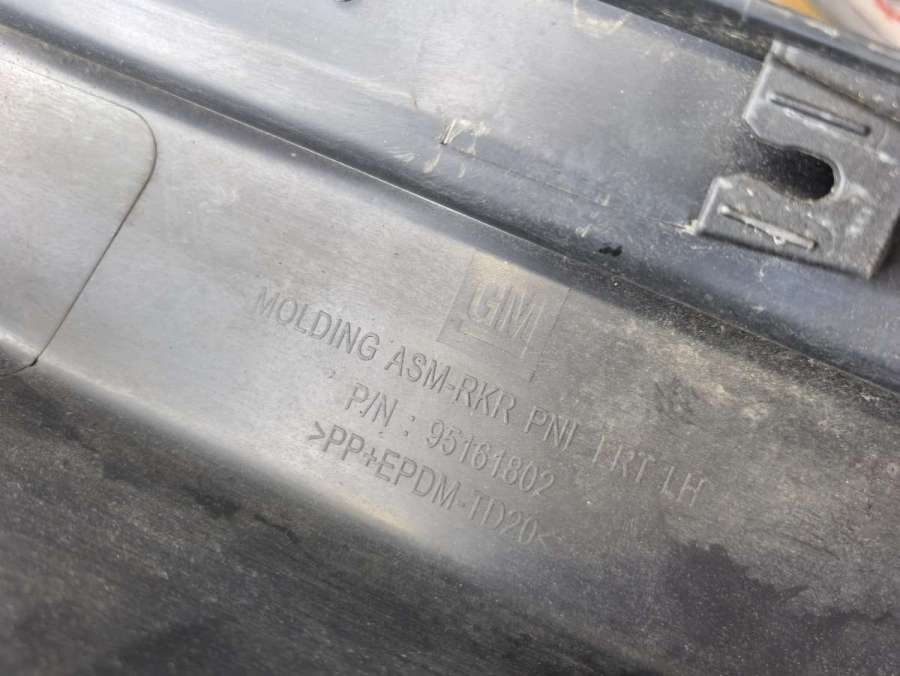 GM
MOLDING ASM-RKR PNL FRT LH
P/N : 95161802
>PP+EPDM-TD20<